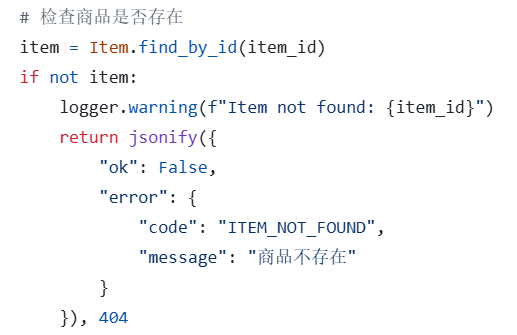 # 检查商品是否存在
item = Item.find_by_id(item_id)
if not item:
    logger.warning(f"Item not found: {item_id}")
    return jsonify({
        "ok": False,
        "error": {
            "code": "ITEM_NOT_FOUND",
            "message": "商品不存在"
        }
    }), 404